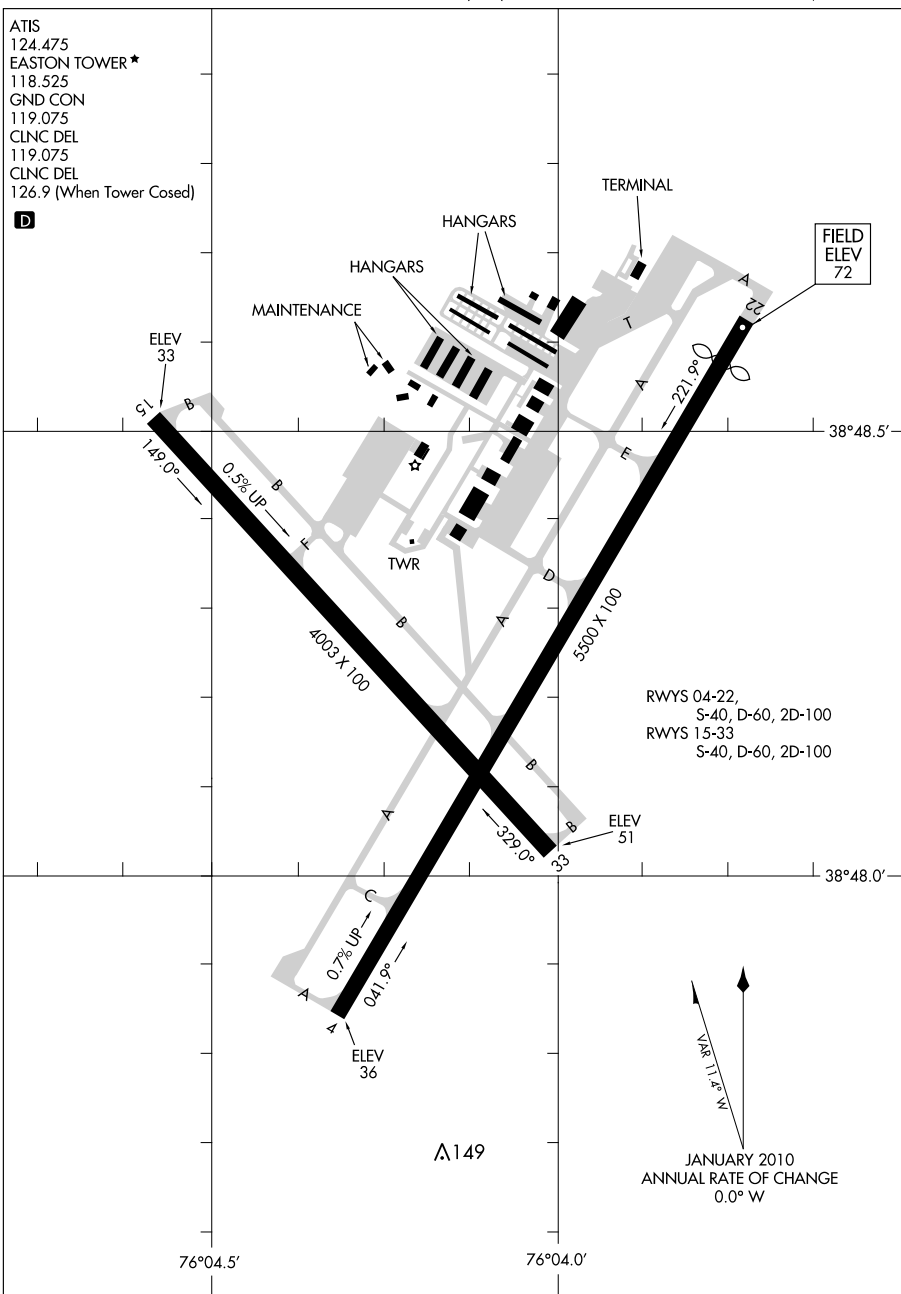 ATIS
124.475
EASTON TOWER★
118.525
GND CON
119.075
CLNC DEL
119.075
CLNC DEL
126.9 (When Tower Cosed)
D
TERMINAL
HANGARS
HANGARS
MAINTENANCE
FIELD
ELEV
72
A
22
T
ELEV
33
15
B
A
221.9°
38°48.5'
149.0°
0.5% UP
B
E
F
TWR
D
4003 X 100
B
A
5500 X 100
RWYS 04-22,
S-40, D-60, 2D-100
RWYS 15-33
S-40, D-60, 2D-100
B
A
B
ELEV
51
329.0°
33
38°48.0'
C
0.7% UP
041.9°
A
4
ELEV
36
VAR 11.4° W
149
JANUARY 2010
ANNUAL RATE OF CHANGE
0.0° W
76°04.5'
76°04.0'